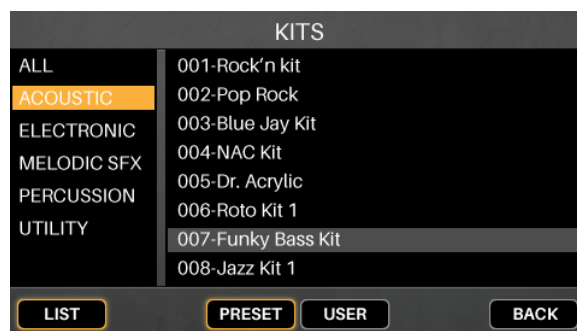 KITS
ALL
ACOUSTIC
ELECTRONIC
MELODIC SFX
PERCUSSION
UTILITY
001-Rock'n kit
002-Pop Rock
003-Blue Jay Kit
004-NAC Kit
005-Dr. Acrylic
006-Roto Kit 1
007-Funky Bass Kit
008-Jazz Kit 1
LIST
PRESET
USER
BACK